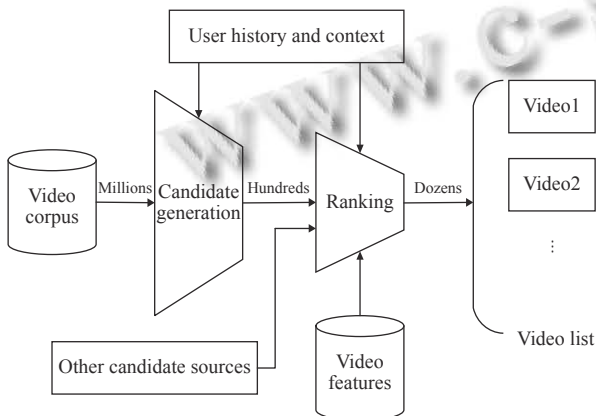 User history and context
WWW.C-
Video1
Video
corpus
Millions
Candidate
generation
Hundreds
Ranking
Dozens
Video2
⋮
Other candidate sources
Video
features
Video list